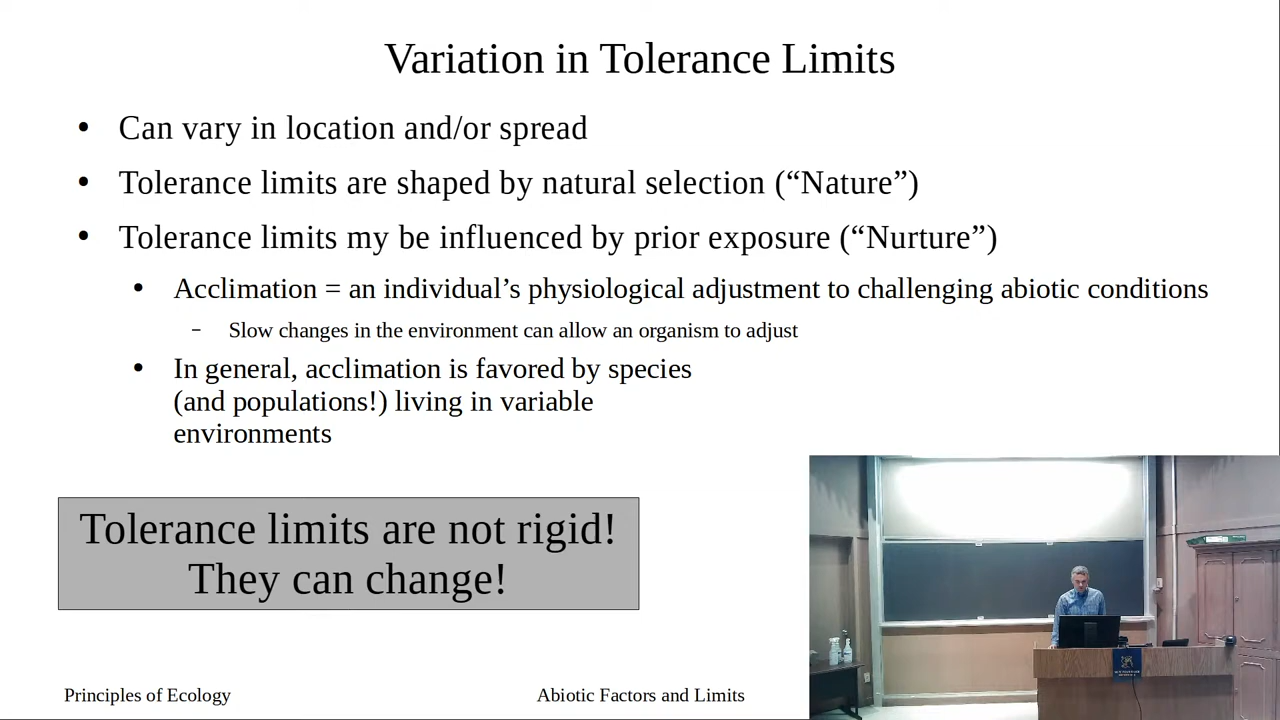 Variation in Tolerance Limits
• Can vary in location and/or spread
• Tolerance limits are shaped by natural selection (“Nature”)
• Tolerance limits my be influenced by prior exposure (“Nurture”)
• Acclimation = an individual’s physiological adjustment to challenging abiotic conditions
– Slow changes in the environment can allow an organism to adjust
• In general, acclimation is favored by species
(and populations!) living in variable
environments
Tolerance limits are not rigid!
They can change!
Principles of Ecology
Abiotic Factors and Limits